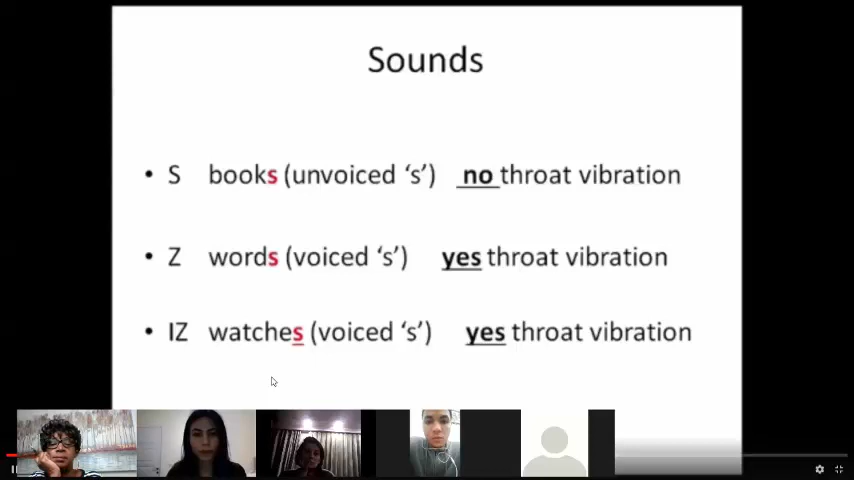 Sounds
• S books (unvoiced ‘s’) no throat vibration
• Z words (voiced ‘s’) yes throat vibration
• IZ watches (voiced ‘s’) yes throat vibration